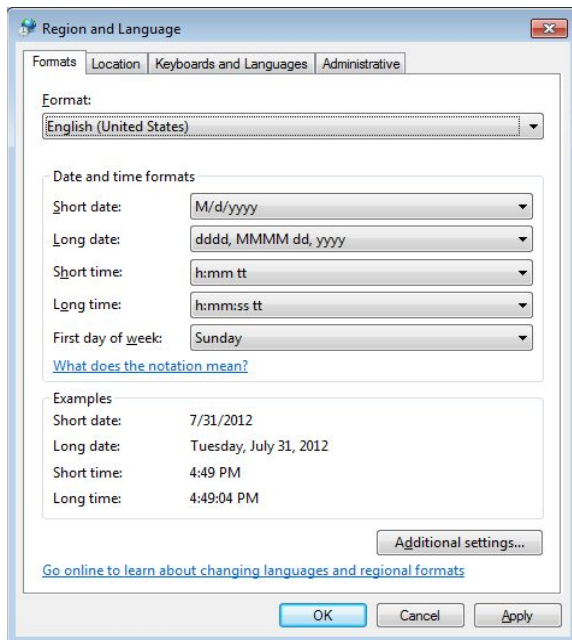 Region and Language
Formats Location Keyboards and Languages Administrative
Format:
English (United States)
Date and time formats
Short date: M/d/yyyy
Long date: dddd, MMMM dd, yyyy
Short time: h:mm tt
Long time: h:mm:ss tt
First day of week: Sunday
What does the notation mean?
Examples
Short date: 7/31/2012
Long date: Tuesday, July 31, 2012
Short time: 4:49 PM
Long time: 4:49:04 PM
Additional settings...
Go online to learn about changing languages and regional formats
OK Cancel Apply